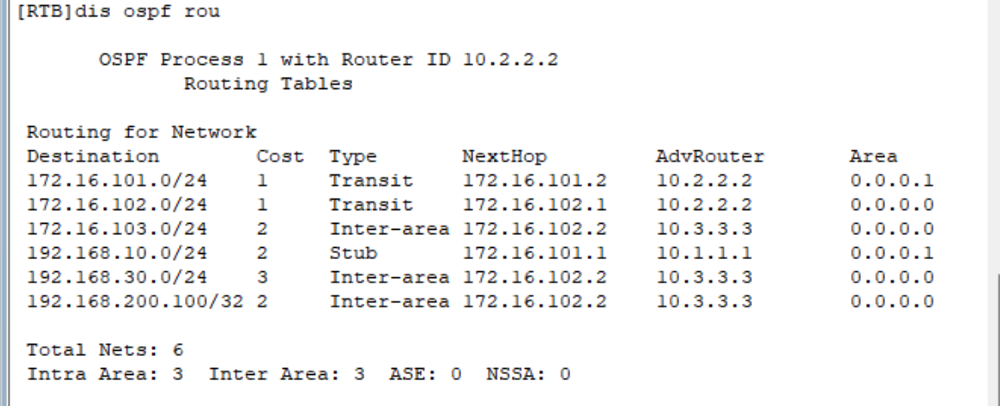 [RTB]dis ospf rou
OSPF Process 1 with Router ID 10.2.2.2
Routing Tables
Routing for Network
Destination Cost Type NextHop AdvRouter Area
172.16.101.0/24 1 Transit 172.16.101.2 10.2.2.2 0.0.0.1
172.16.102.0/24 1 Transit 172.16.102.1 10.2.2.2 0.0.0.0
172.16.103.0/24 2 Inter-area 172.16.102.2 10.3.3.3 0.0.0.0
192.168.10.0/24 2 Stub 172.16.101.1 10.1.1.1 0.0.0.1
192.168.30.0/24 3 Inter-area 172.16.102.2 10.3.3.3 0.0.0.0
192.168.200.100/32 2 Inter-area 172.16.102.2 10.3.3.3 0.0.0.0
Total Nets: 6
Intra Area: 3 Inter Area: 3 ASE: 0 NSSA: 0